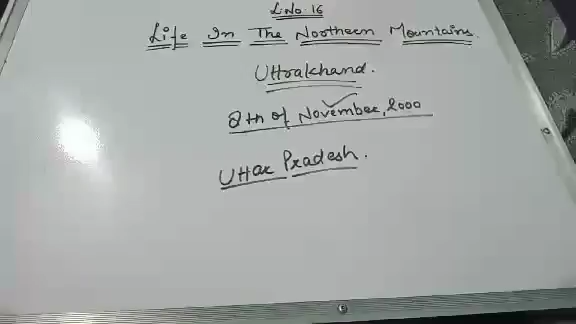 L.No. 16
Life In The Northern Mountains.
Uttrakhand.
8th of November, 2000
Uttar Pradesh.